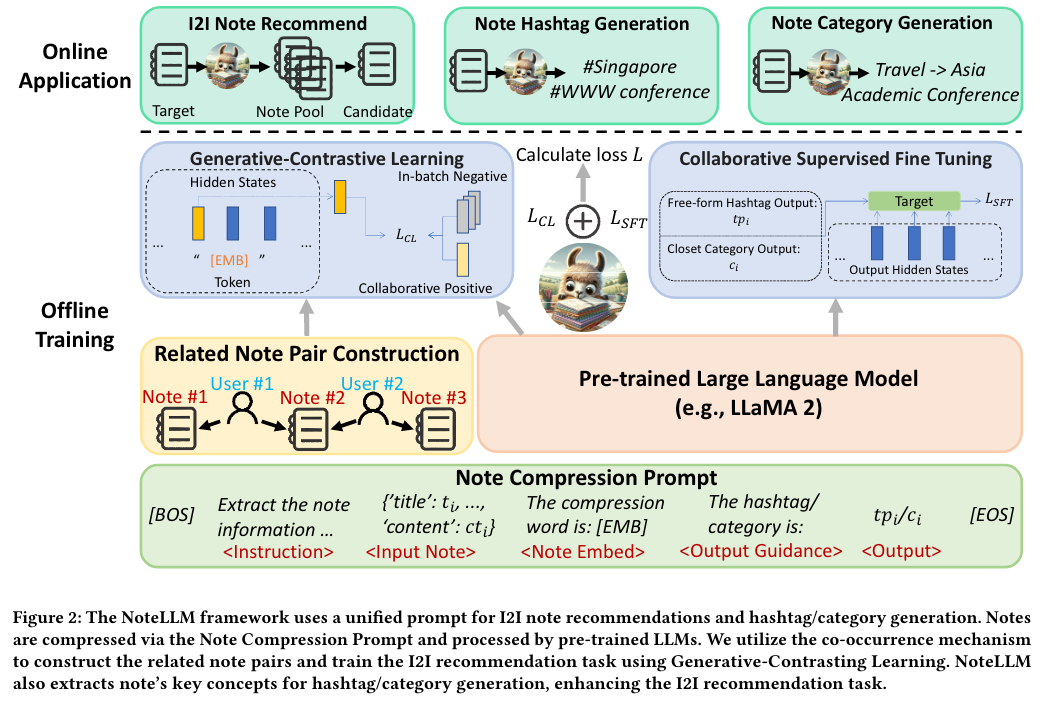 Online
Application
I2I Note Recommend
Target
Note Pool
Candidate
Note Hashtag Generation
#Singapore
#WWW conference
Note Category Generation
Travel -> Asia
Academic Conference
Offline
Training
Generative-Contrastive Learning
Hidden States
...
...
“ [EMB] ”
Token
In-batch Negative
L_CL
Collaborative Positive
Calculate loss L
L_CL + L_SFT
Collaborative Supervised Fine Tuning
Free-form Hashtag Output:
tp_i
Closet Category Output:
c_i
Target
L_SFT
...
...
Output Hidden States
Related Note Pair Construction
User #1
User #2
Note #1
Note #2
Note #3
Pre-trained Large Language Model
(e.g., LLaMA 2)
Note Compression Prompt
[BOS]
Extract the note
information ...
<Instruction>
{'title': t_i, ...,
‘content’: ct_i}
<Input Note>
The compression
word is: [EMB]
<Note Embed>
The hashtag/
category is:
<Output Guidance>
tp_i/c_i
<Output>
[EOS]
Figure 2: The NoteLLM framework uses a unified prompt for I2I note recommendations and hashtag/category generation. Notes
are compressed via the Note Compression Prompt and processed by pre-trained LLMs. We utilize the co-occurrence mechanism
to construct the related note pairs and train the I2I recommendation task using Generative-Contrasting Learning. NoteLLM
also extracts note's key concepts for hashtag/category generation, enhancing the I2I recommendation task.